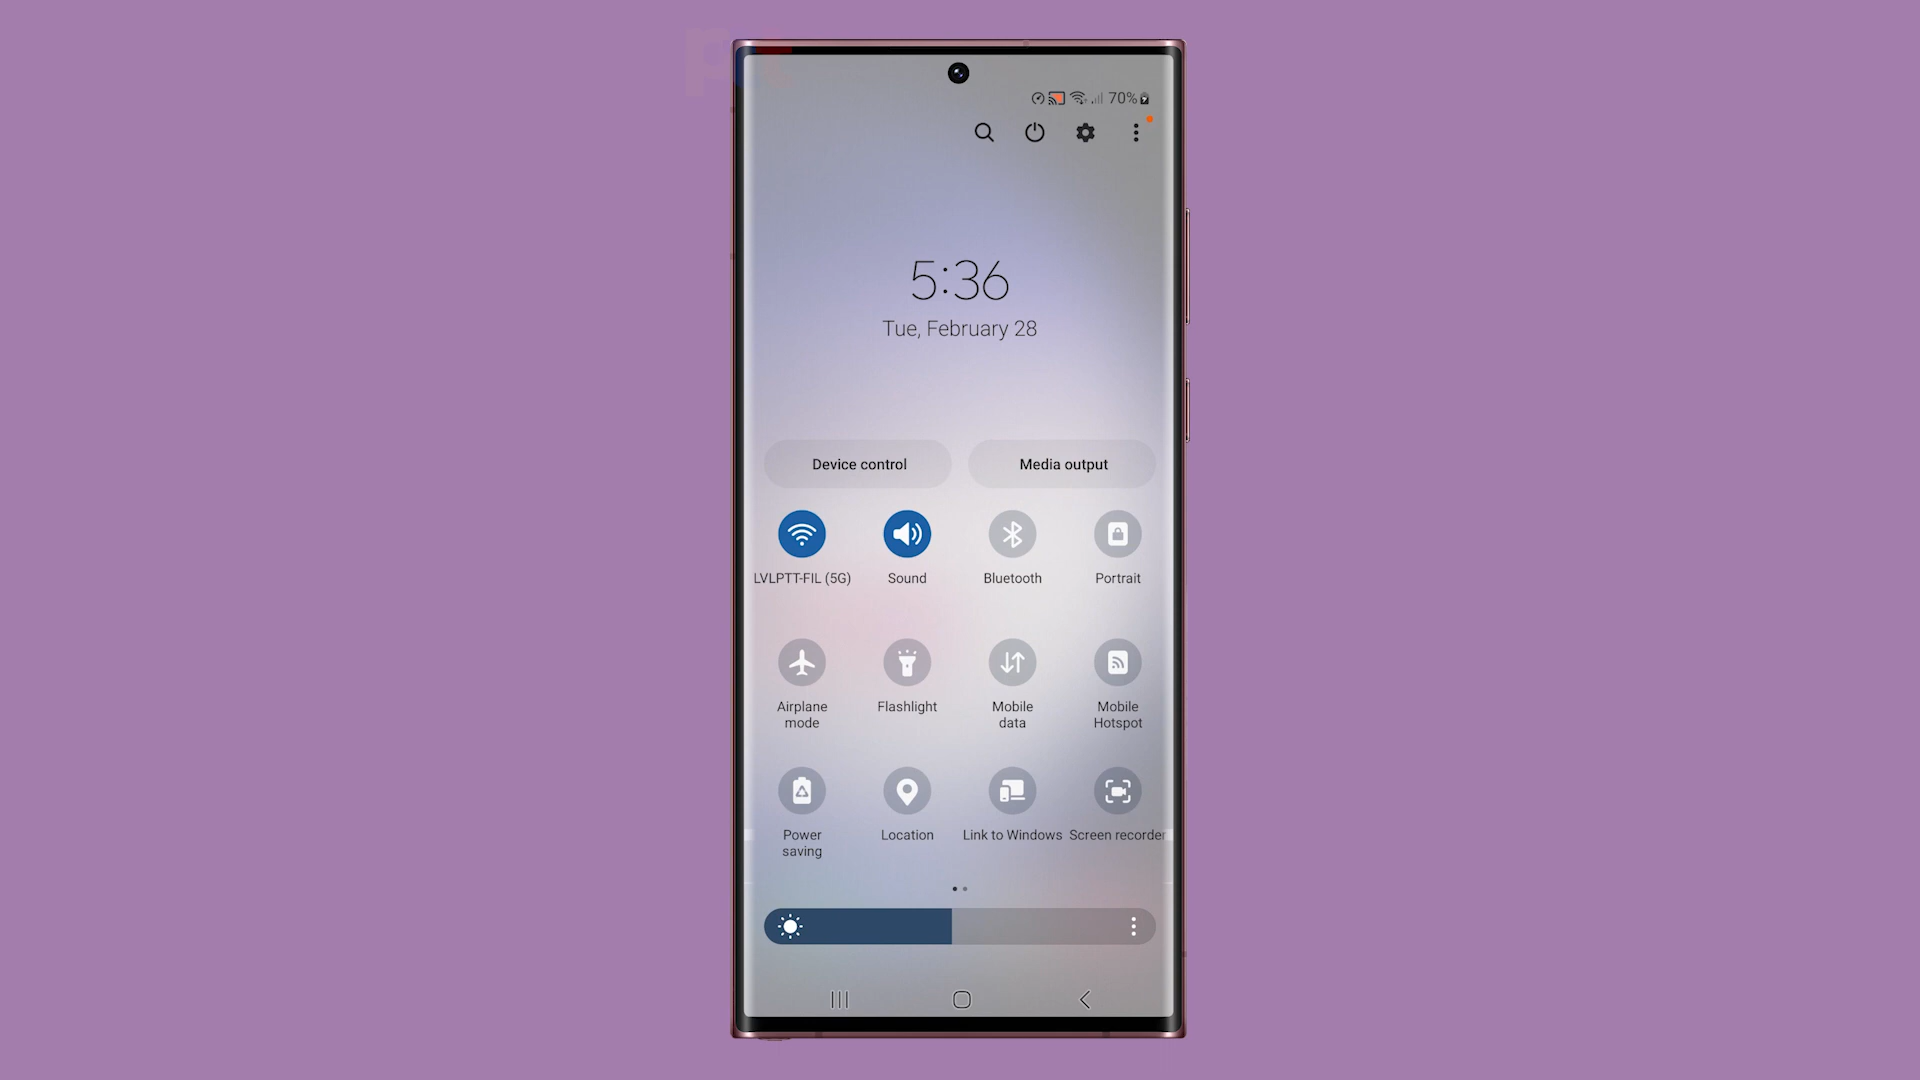 70%
5:36
Tue, February 28
Device control Media output
LVLPTT-FIL (5G) Sound Bluetooth Portrait
Airplane mode Flashlight Mobile data Mobile Hotspot
Power saving Location Link to Windows Screen recorder